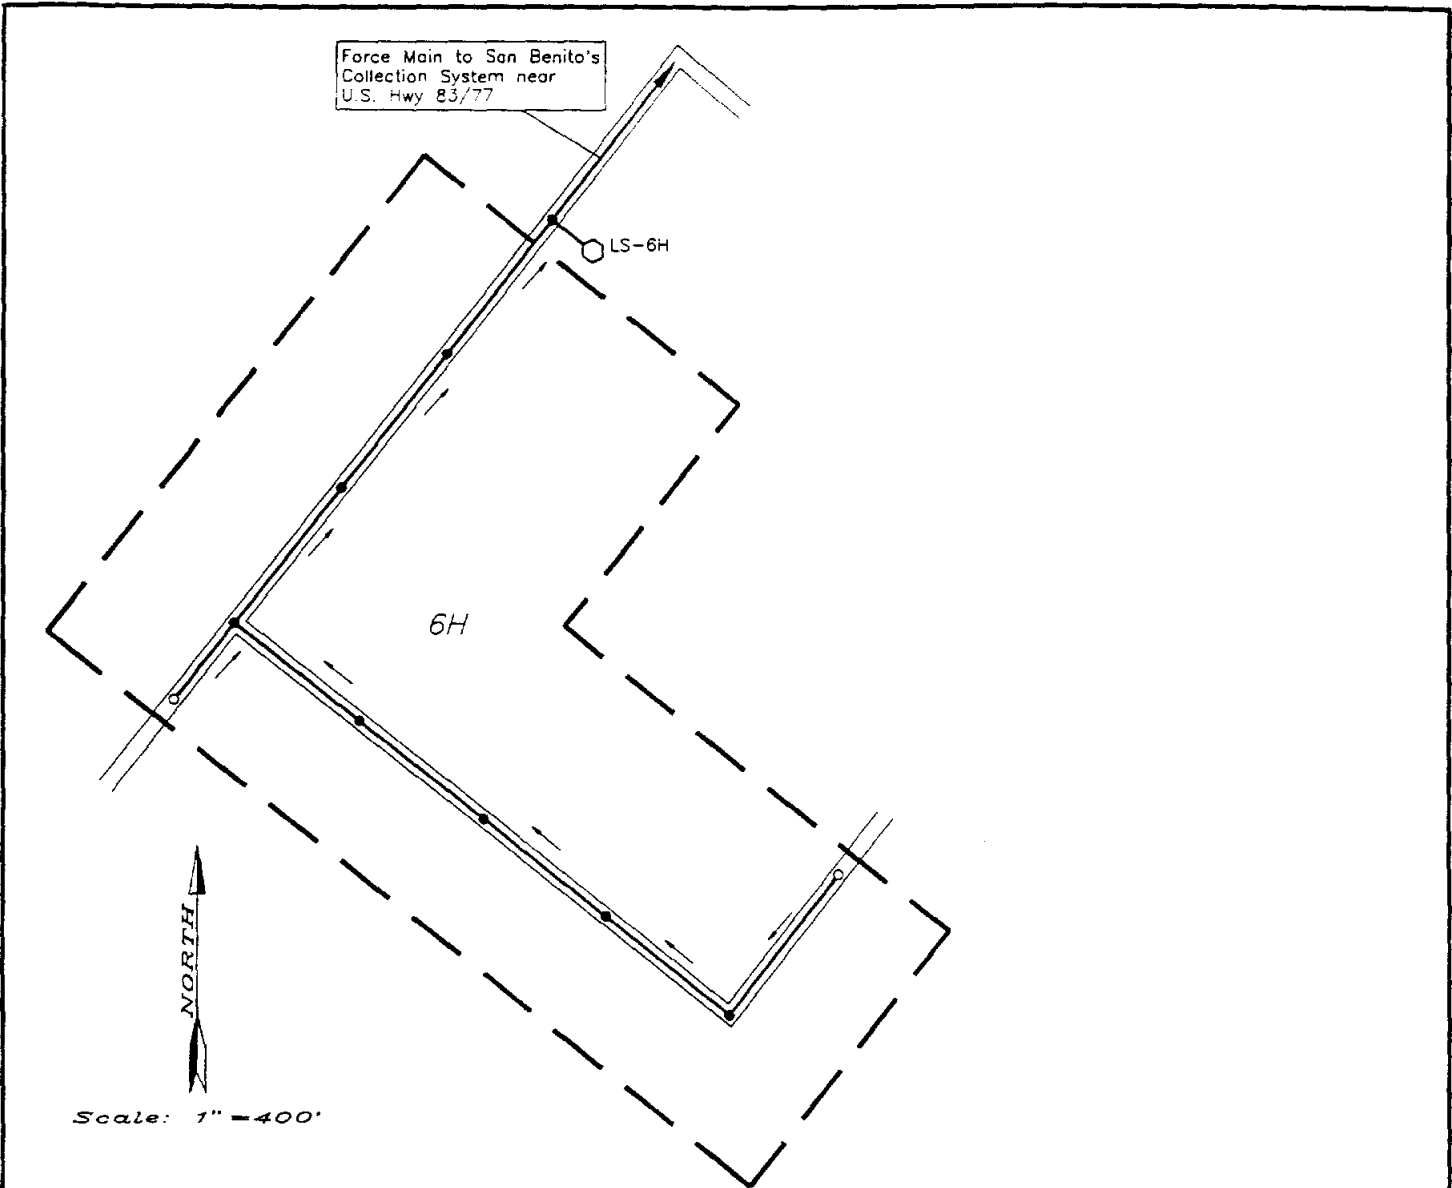 Force Main to San Benito's
Collection System near
U.S. Hwy 83/77
LS-6H
6H
NORTH
Scale: 1"=400'